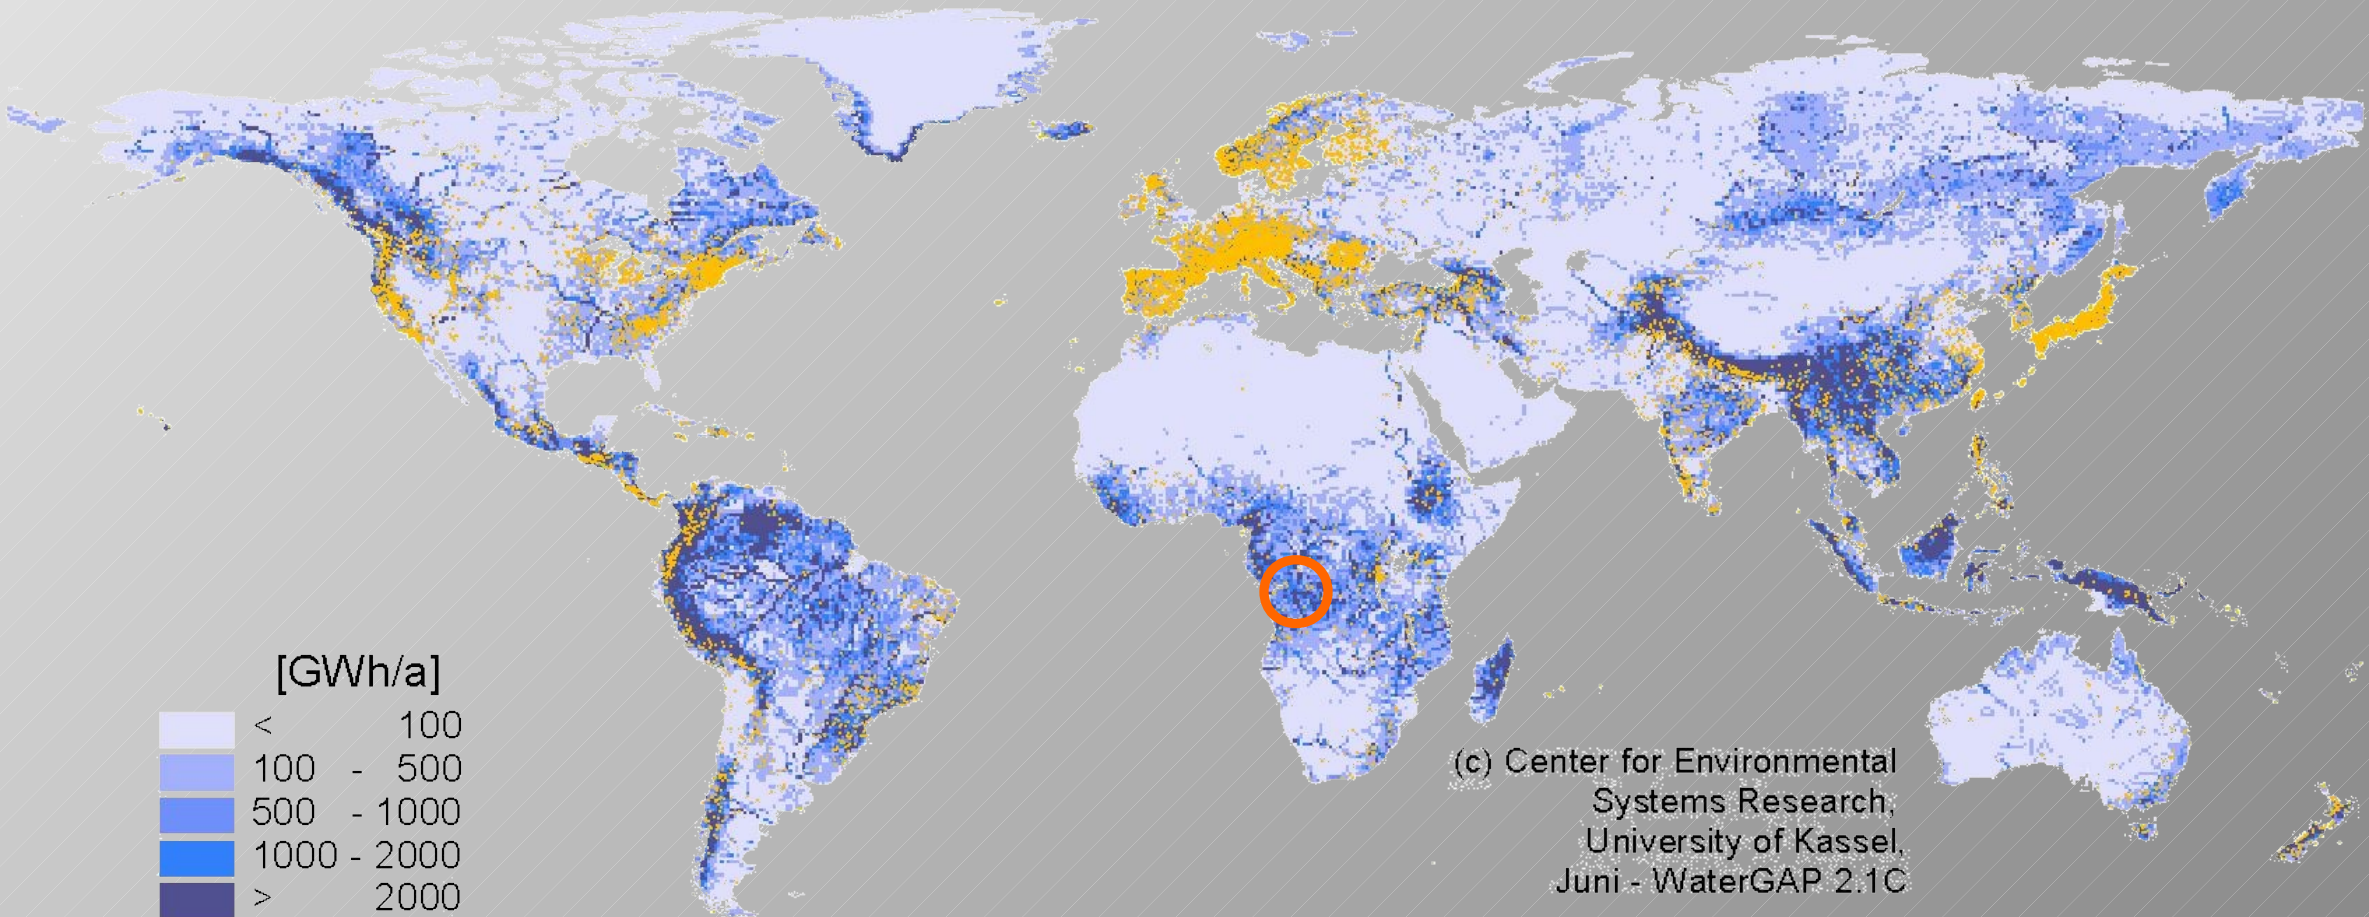 [GWh/a]
< 100
100 - 500
500 - 1000
1000 - 2000
> 2000
(c) Center for Environmental
Systems Research,
University of Kassel,
Juni - WaterGAP 2.1C